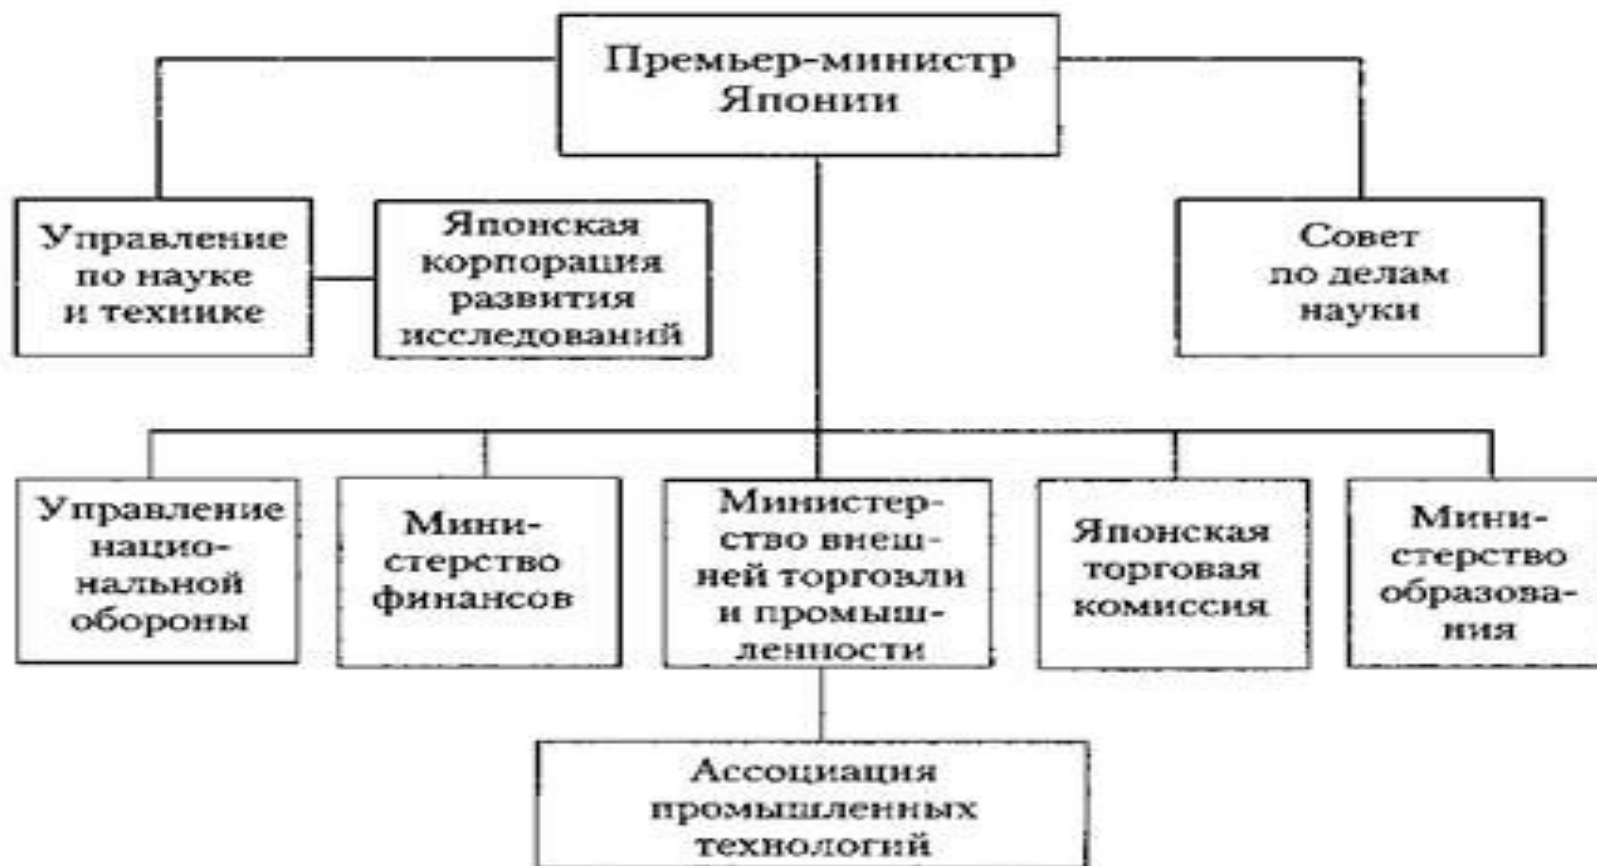 Премьер-министр
Японии
Управление
по науке
и технике
Японская
корпорация
развития
исследований
Совет
по делам
науки
Управление
нацио-
нальной
обороны
Мини-
стерство
финансов
Министер-
ство внеш-
ней торговли
и промыш-
ленности
Японская
торговая
комиссия
Мини-
стерство
образова-
ния
Ассоциация
промышленных
технологий